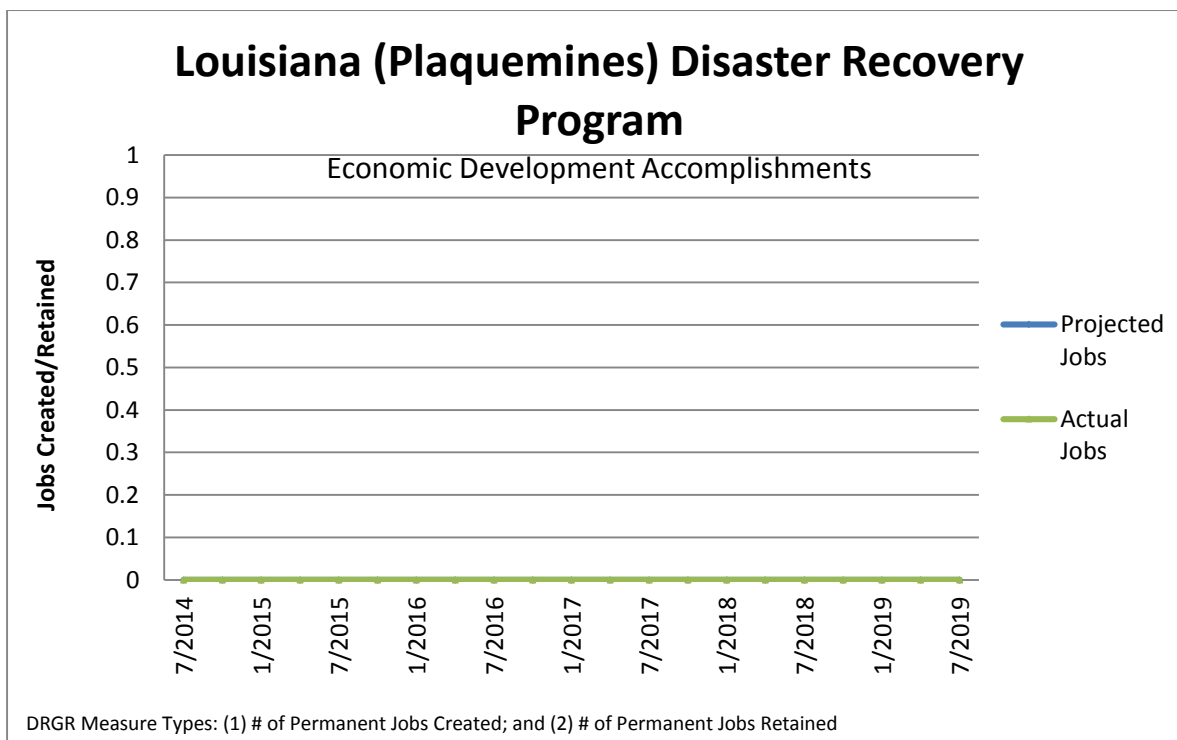 Louisiana (Plaquemines) Disaster Recovery
Program
Economic Development Accomplishments
1
0.9
0.8
0.7
0.6
0.5
0.4
0.3
0.2
0.1
0
Jobs Created/Retained
7/2014
1/2015
7/2015
1/2016
7/2016
1/2017
7/2017
1/2018
7/2018
1/2019
7/2019
Projected
Jobs
Actual
Jobs
DRGR Measure Types: (1) # of Permanent Jobs Created; and (2) # of Permanent Jobs Retained